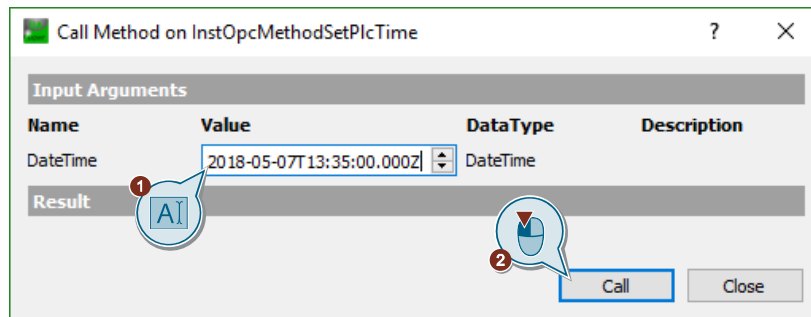 Call Method on InstOpcMethodSetPlcTime ?
Input Arguments
Name Value DataType Description
DateTime 2018-05-07T13:35:00.000Z DateTime
1
Result
A
2
Call Close